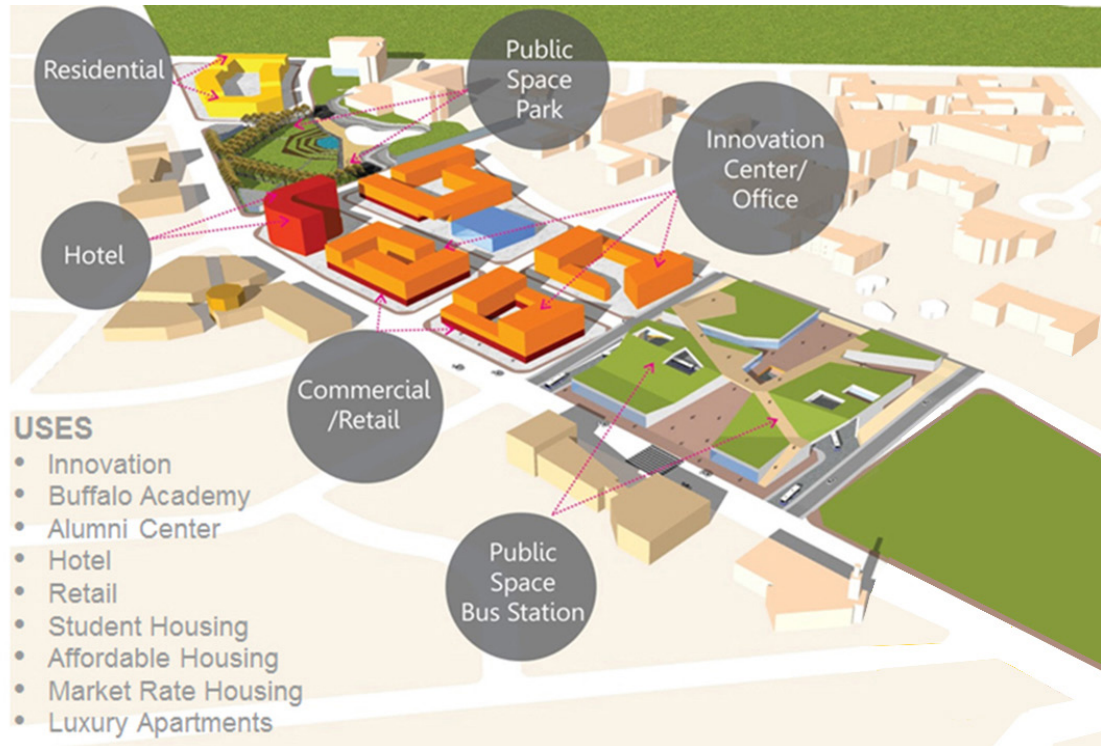 Residential
Public
Space
Park
Innovation
Center/
Office
Hotel
Commercial
/Retail
USES
• Innovation
• Buffalo Academy
• Alumni Center
• Hotel
• Retail
• Student Housing
• Affordable Housing
• Market Rate Housing
• Luxury Apartments
Public
Space
Bus Station